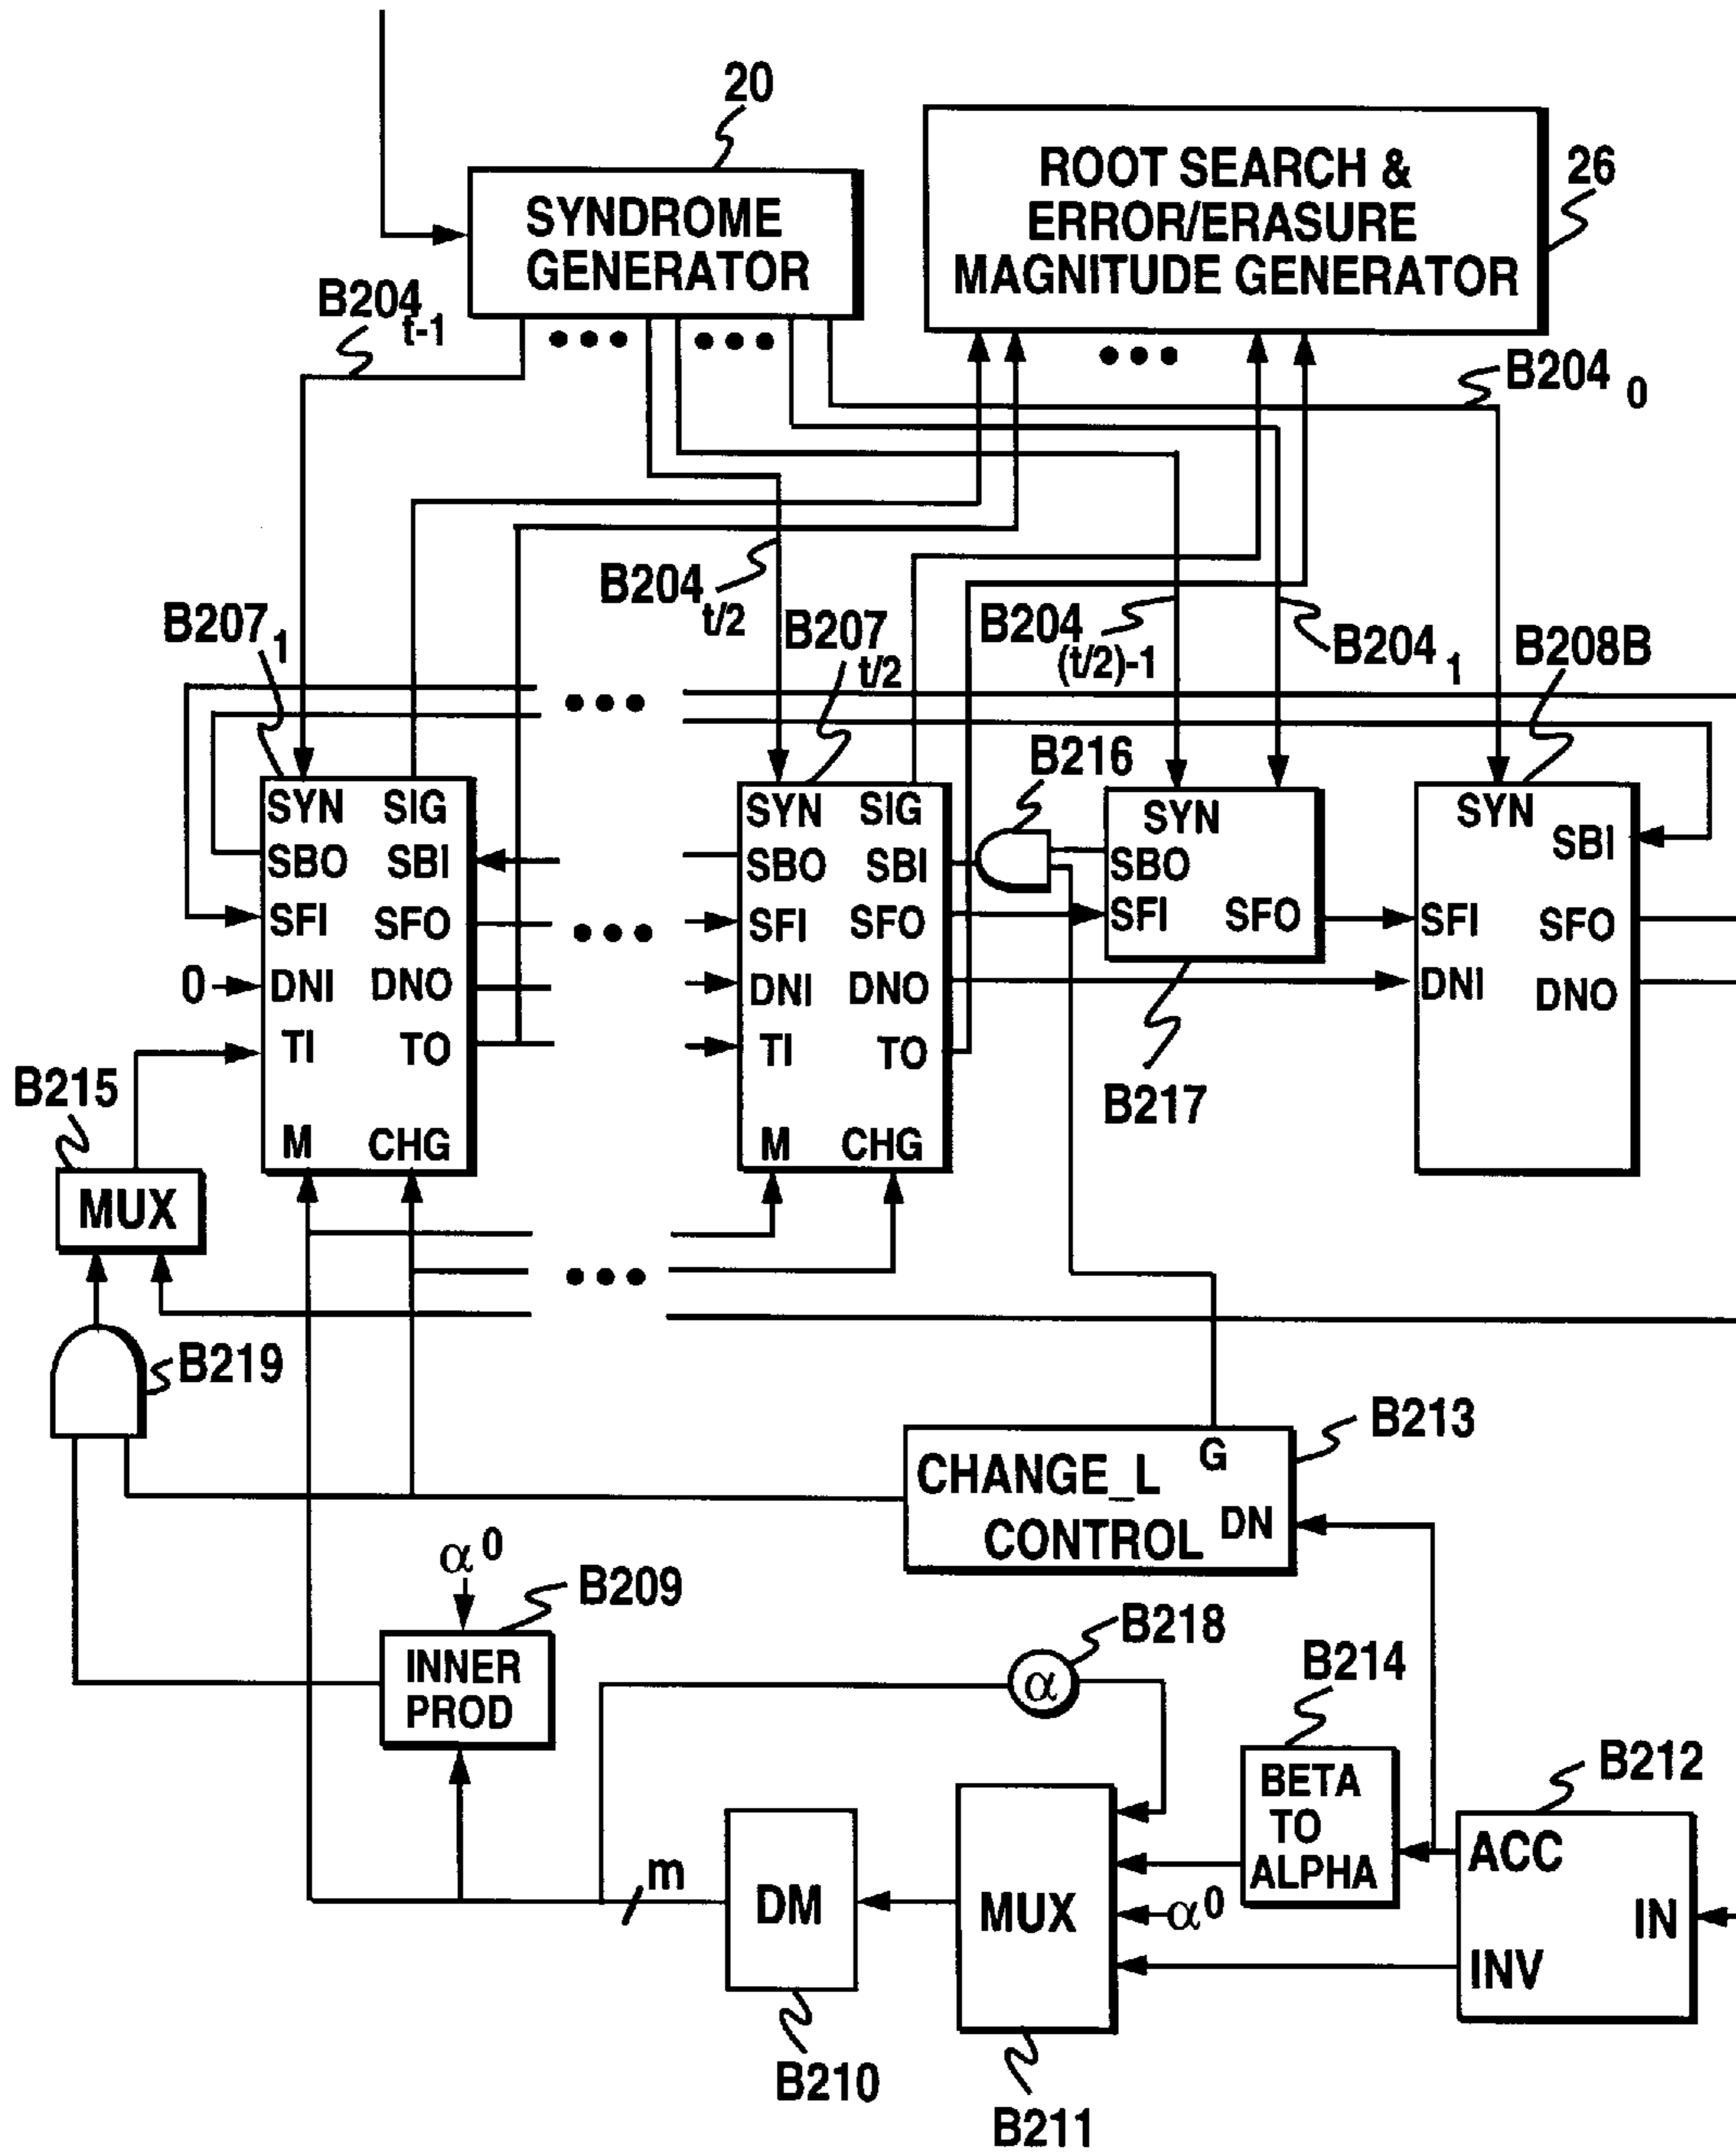 20
SYNDROME
GENERATOR
ROOT SEARCH &
ERROR/ERASURE
MAGNITUDE GENERATOR
26
B204 t-1
B204 0
B204 t/2
B207 1
B207 t/2
B204 (t/2)-1
B204 1
B208B
B216
SYN SIG
SBO SBI
SFI SFO
0 DNI DNO
TI TO
M CHG
SYN SIG
SBO SBI
SFI SFO
DNI DNO
TI TO
M CHG
SYN
SBO
SFI SFO
B217
SYN
SBI
SFI SFO
DNI DNO
B215
MUX
B219
B213
G
CHANGE_L
CONTROL DN
α0
B209
INNER
PROD
B218
α
B214
BETA
TO
ALPHA
B212
ACC
IN
INV
m
DM
MUX
α0
B210
B211